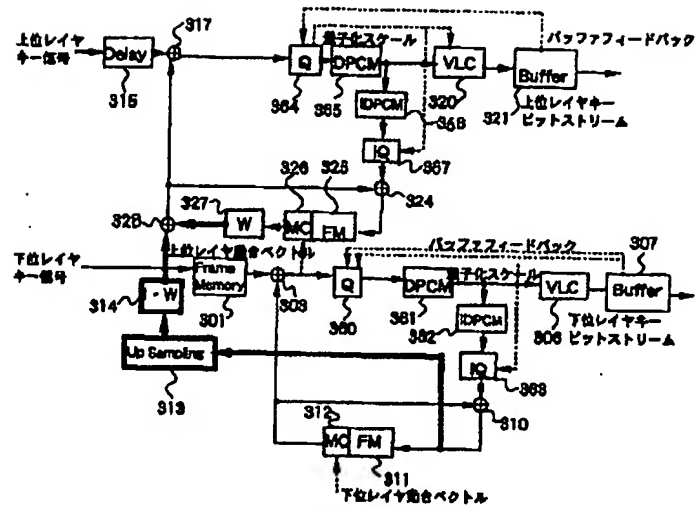 317
上位レイヤ
キー信号
Delay
315
Q
364
量子化スケール
DPCM
365
VLC
320
バッファフィードバック
Buffer
321
上位レイヤキー
ビットストリーム
IDPCM
IQ
367
324
326
325
327
W
MC
FM
328
上位レイヤ動合ベクトル
下位レイヤ
キー信号
Frame
Memory
301
303
バッファフィードバック
307
Q
360
DPCM
361
量子化スケール
VLC
306
Buffer
下位レイヤキー
ビットストリーム
IDPCM
362
IQ
363
310
314
1 - W
Up Sampling
313
312
MC
FM
311
下位レイヤ動合ベクトル